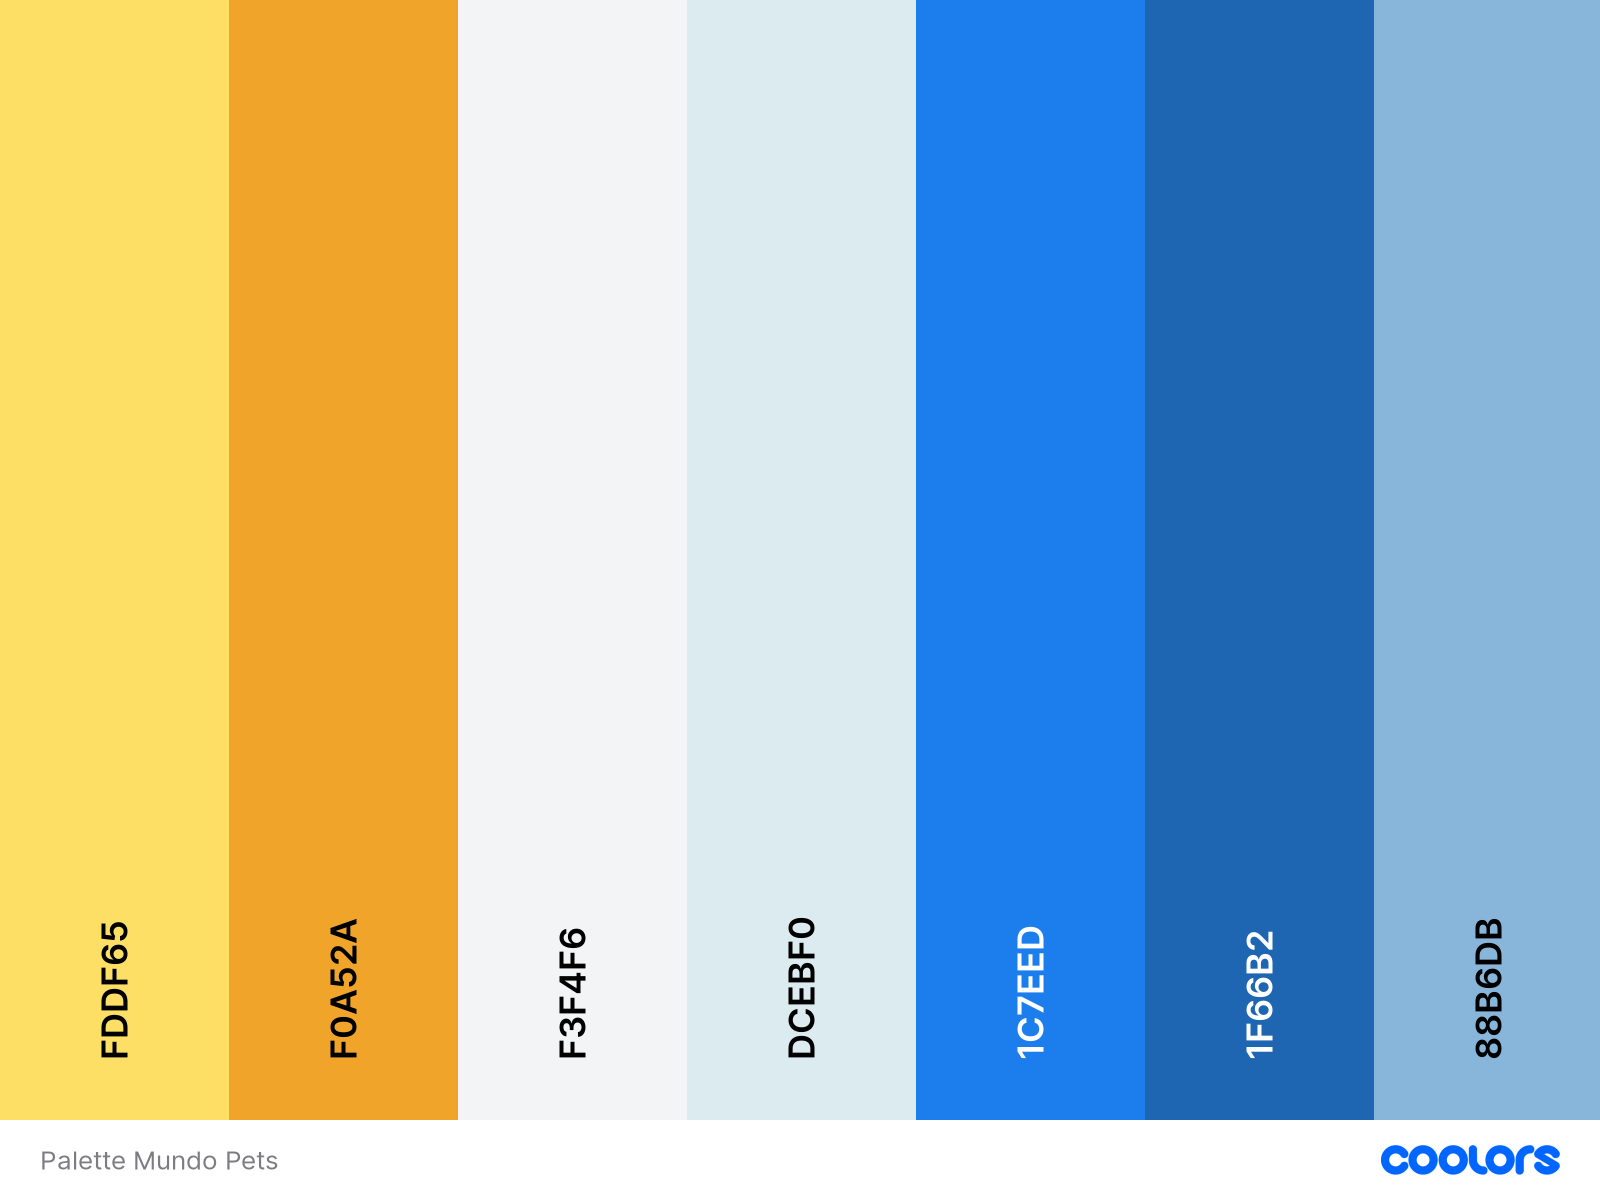 FDDF65
F0A52A
F3F4F6
DCEBF0
1C7EED
1F66B2
88B6DB
Palette Mundo Pets
coolors